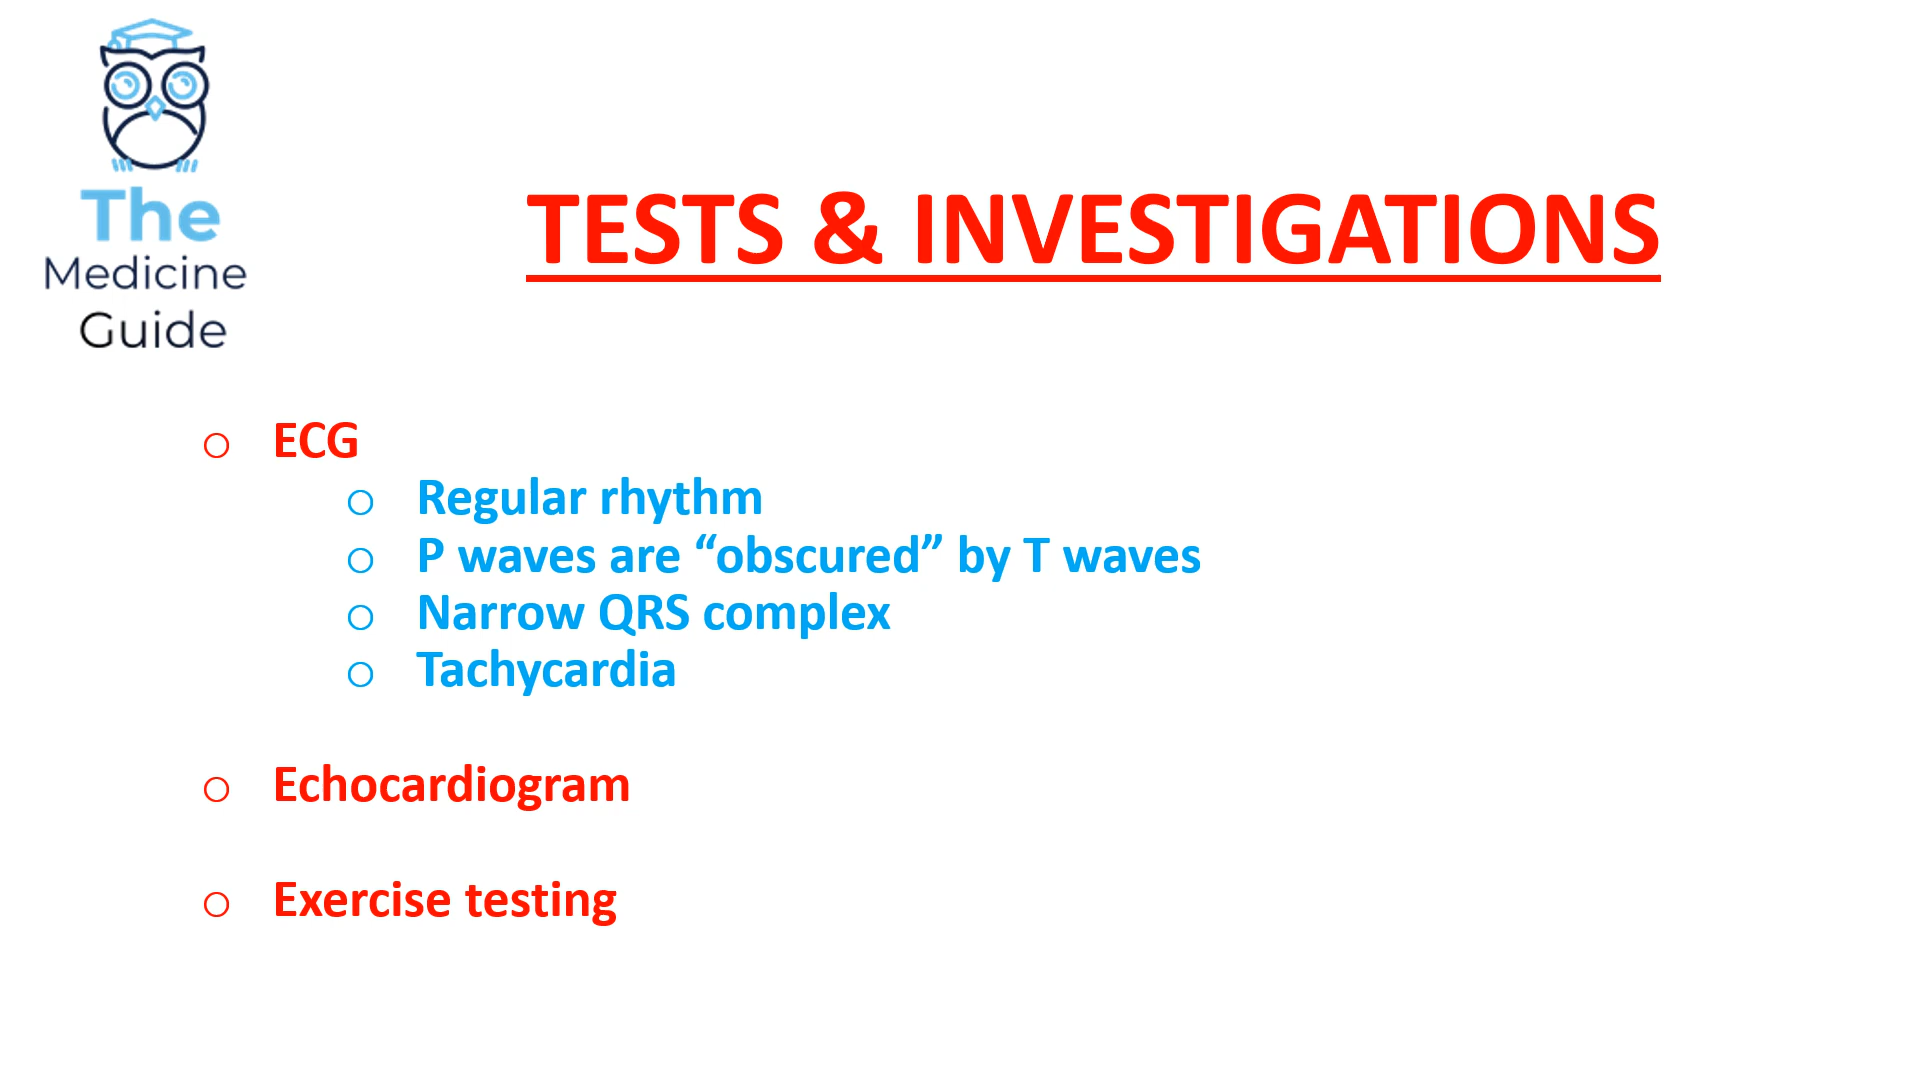 The
Medicine
Guide
TESTS & INVESTIGATIONS
ECG
Regular rhythm
P waves are “obscured” by T waves
Narrow QRS complex
Tachycardia
Echocardiogram
Exercise testing